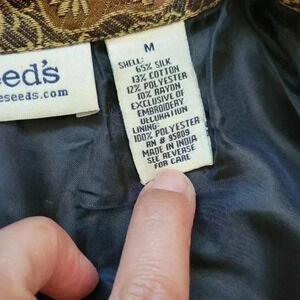 eed's
eseeds.com
M
SHELL:
65% SILK
13% COTTON
12% POLYESTER
10% RAYON
EXCLUSIVE OF
EMBROIDERY
DECORATION
LINING:
100% POLYESTER
RN # 95809
MADE IN INDIA
SEE REVERSE
FOR CARE